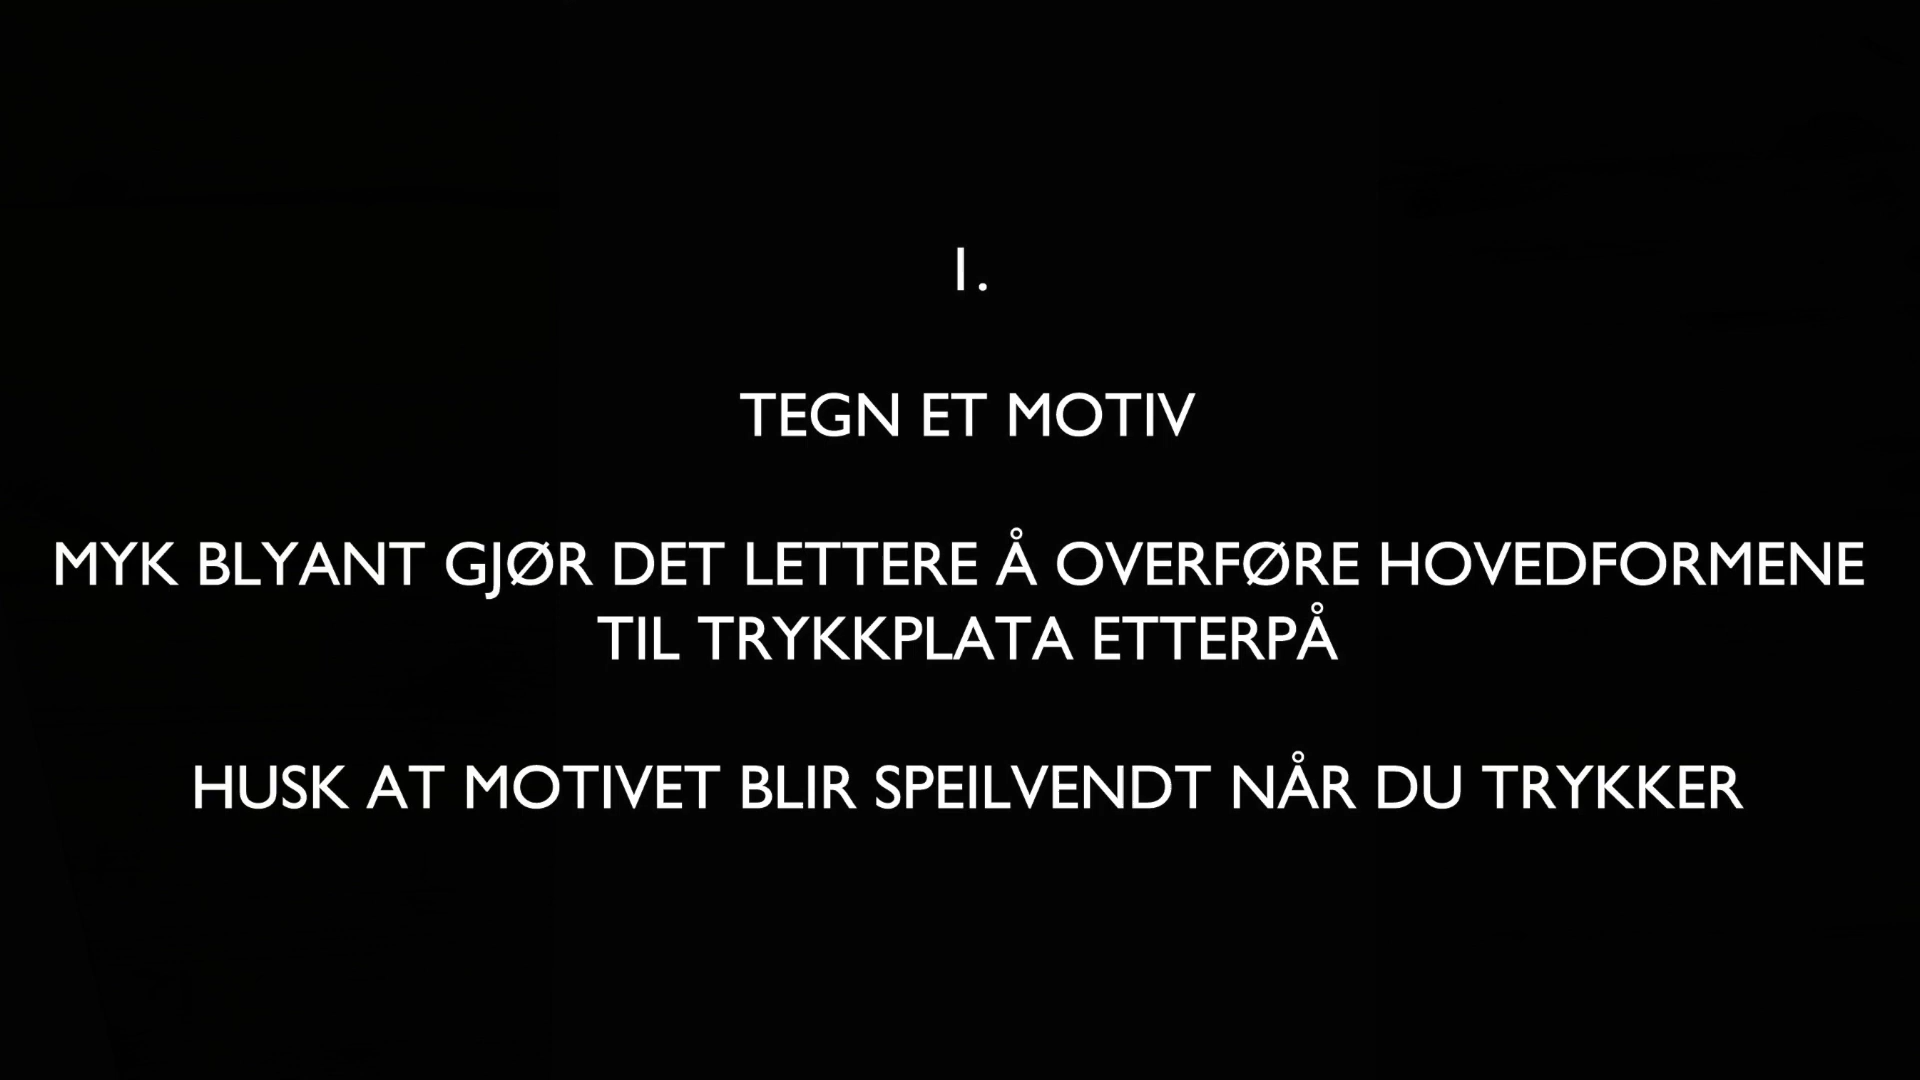 1.
TEGN ET MOTIV
MYK BLYANT GJØR DET LETTERE Å OVERFØRE HOVEDFORMENE
TIL TRYKKPLATA ETTERPÅ
HUSK AT MOTIVET BLIR SPEILVENDT NÅR DU TRYKKER